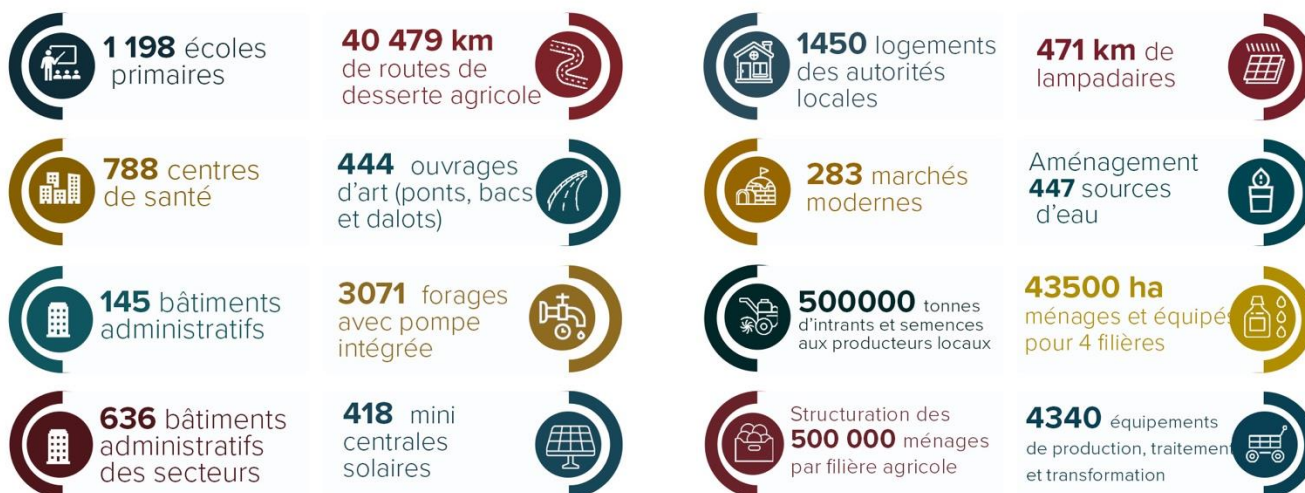 1 198 écoles
primaires
40 479 km
de routes de
desserte agricole
1450 logements
des autorités
locales
471 km de
lampadaires
788 centres
de santé
444 ouvrages
d'art (ponts, bacs
et dalots)
283 marchés
modernes
Aménagement
447 sources
d'eau
145 bâtiments
administratifs
3071 forages
avec pompe
intégrée
500000 tonnes
d'intrants et semences
aux producteurs locaux
43500 ha
ménages et équipés
pour 4 filières
636 bâtiments
administratifs
des secteurs
418 mini
centrales
solaires
Structuration des
500 000 ménages
par filière agricole
4340 équipements
de production, traitement
et transformation